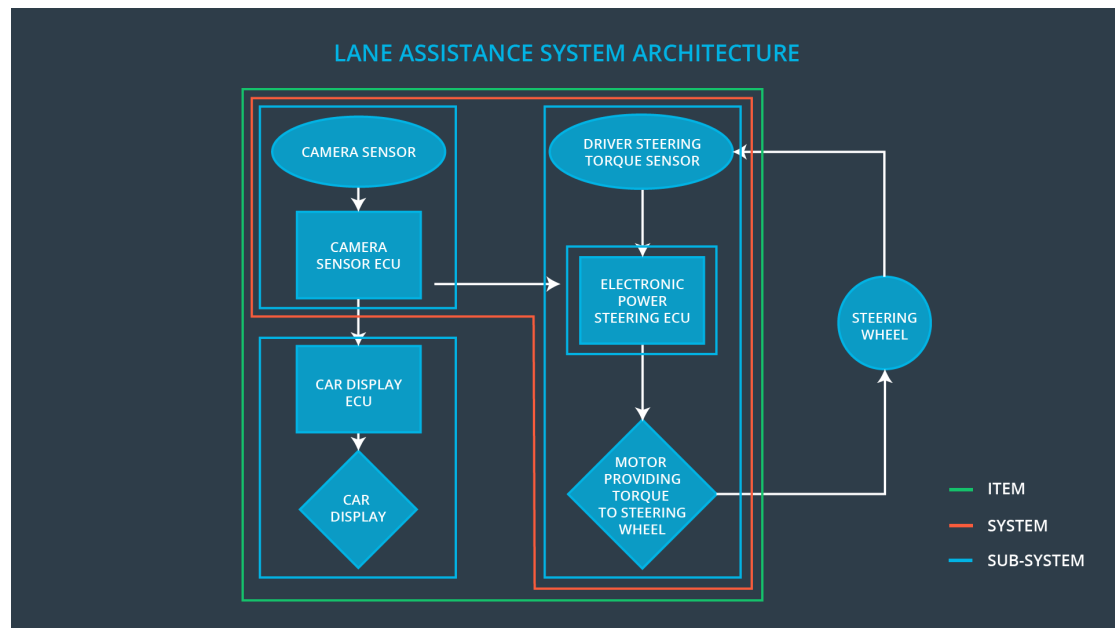 LANE ASSISTANCE SYSTEM ARCHITECTURE
CAMERA SENSOR
CAMERA
SENSOR ECU
CAR DISPLAY
ECU
CAR
DISPLAY
DRIVER STEERING
TORQUE SENSOR
ELECTRONIC
POWER
STEERING ECU
MOTOR
PROVIDING
TORQUE
TO STEERING
WHEEL
STEERING
WHEEL
ITEM
SYSTEM
SUB-SYSTEM